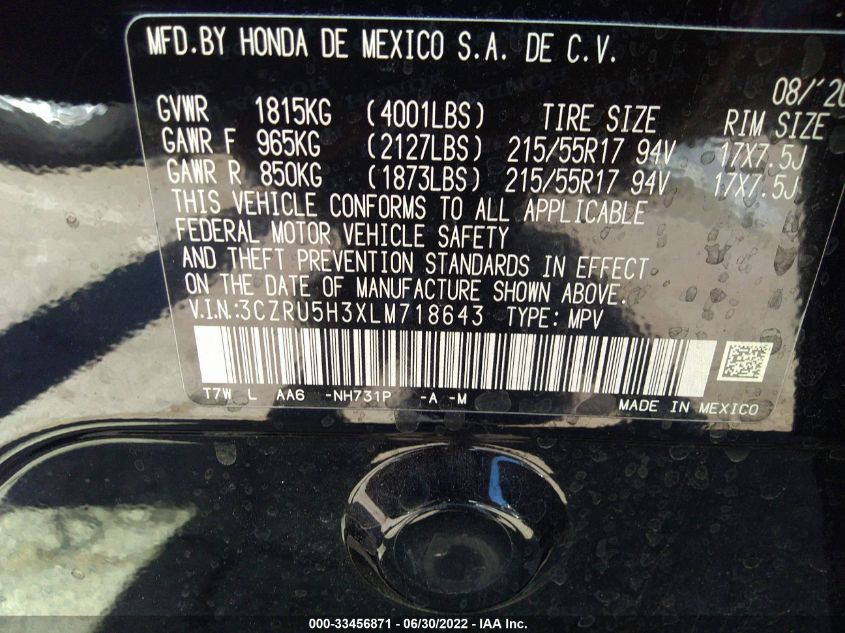 MFD.BY HONDA DE MEXICO S.A. DE C.V.
08/'20
GVWR 1815KG (4001LBS) TIRE SIZE RIM SIZE
GAWR F 965KG (2127LBS) 215/55R17 94V 17X7.5J
GAWR R 850KG (1873LBS) 215/55R17 94V 17X7.5J
THIS VEHICLE CONFORMS TO ALL APPLICABLE
FEDERAL MOTOR VEHICLE SAFETY
AND THEFT PREVENTION STANDARDS IN EFFECT
ON THE DATE OF MANUFACTURE SHOWN ABOVE.
V.I.N:3CZRU5H3XLM718643 TYPE: MPV
T7W L AA6 -NH731P -A -M
MADE IN MEXICO
000-33456871 / 06/30/2022 - IAA Inc.